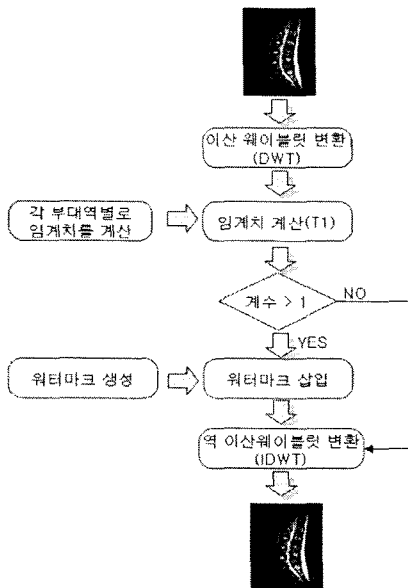 이산 웨이블릿 변환
(DWT)
각 부대역별로
임계치를 계산
임계치 계산(T1)
계수 > 1
NO
YES
워터마크 생성
워터마크 삽입
역 이산웨이블릿 변환
(IDWT)